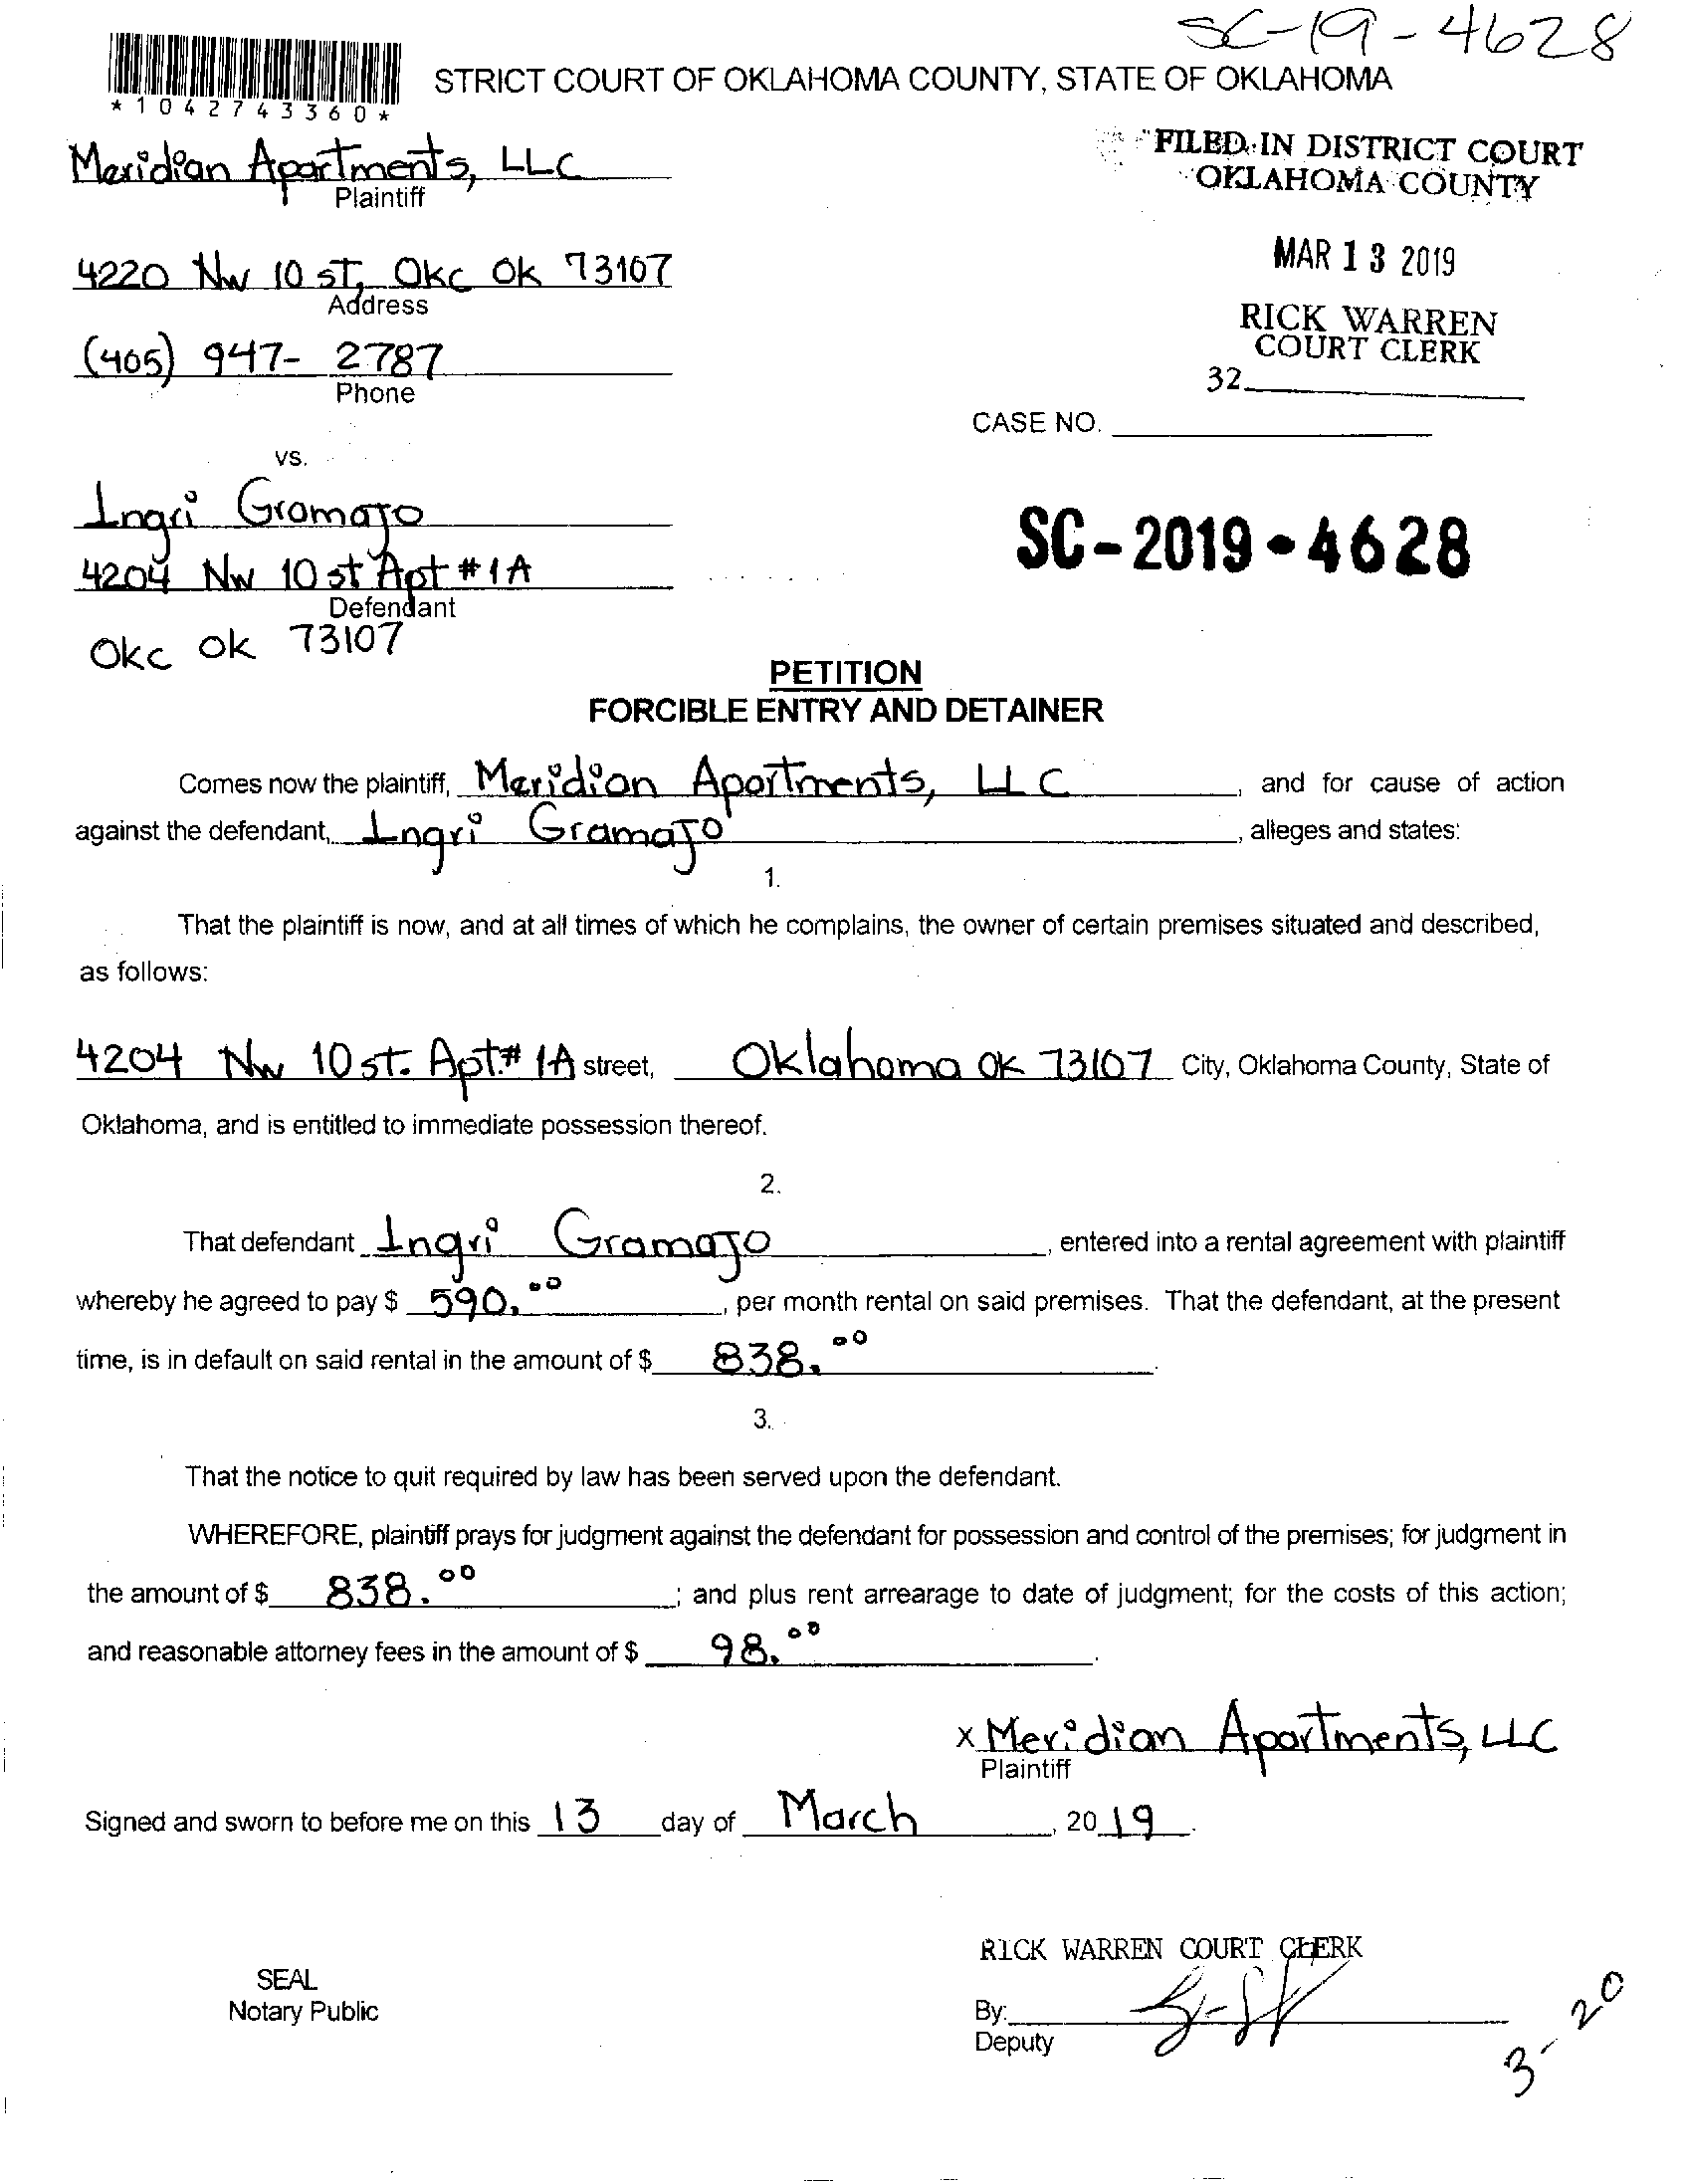 SC-19-4628
*1042743360*
STRICT COURT OF OKLAHOMA COUNTY, STATE OF OKLAHOMA
Meridian Apartments, LLC
Plaintiff
FILED IN DISTRICT COURT
OKLAHOMA COUNTY
4220 NW 10 ST, OKC OK 73107
Address
MAR 13 2019
(405) 947-2787
Phone
RICK WARREN
COURT CLERK
32
CASE NO.
vs.
Ingri Gramajo
4204 NW 10 st Apt #1A
Defendant
OKC OK 73107
SC-2019-4628
PETITION
FORCIBLE ENTRY AND DETAINER
Comes now the plaintiff, Meridian Apartments, LLC, and for cause of action
against the defendant, Ingri Gramajo, alleges and states:
1.
That the plaintiff is now, and at all times of which he complains, the owner of certain premises situated and described,
as follows:
4204 NW 10 ST. Apt.# 1A street, Oklahoma OK 73107 City, Oklahoma County, State of
Oklahoma, and is entitled to immediate possession thereof.
2.
That defendant Ingri Gramajo, entered into a rental agreement with plaintiff
whereby he agreed to pay $ 590.00, per month rental on said premises. That the defendant, at the present
time, is in default on said rental in the amount of $ 838.00.
3.
That the notice to quit required by law has been served upon the defendant.
WHEREFORE, plaintiff prays for judgment against the defendant for possession and control of the premises; for judgment in
the amount of $ 838.00; and plus rent arrearage to date of judgment; for the costs of this action;
and reasonable attorney fees in the amount of $ 98.00.
x Meridian Apartments, LLC
Plaintiff
Signed and sworn to before me on this 13 day of March, 2019.
RICK WARREN COURT CLERK
SEAL
Notary Public
By:
Deputy
3-20